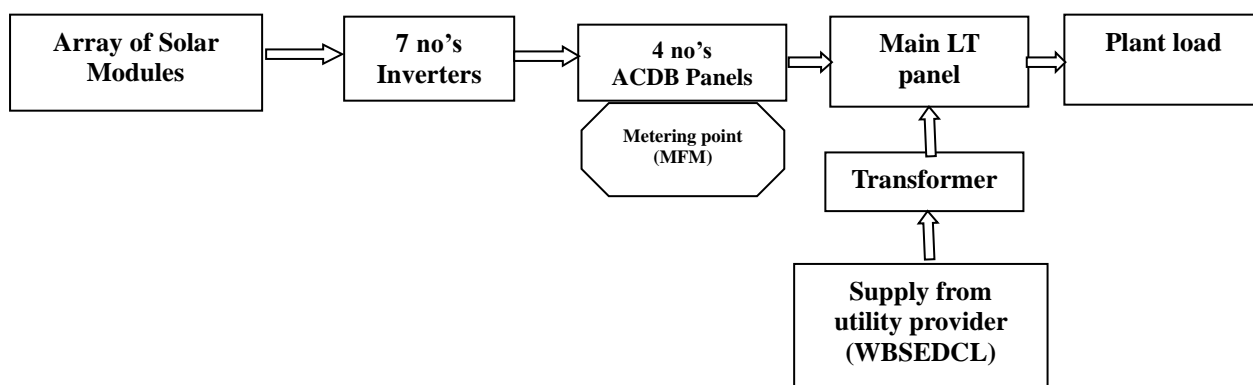 Array of Solar
Modules
7 no's
Inverters
4 no's
ACDB Panels
Metering point
(MFM)
Main LT
panel
Plant load
Transformer
Supply from
utility provider
(WBSEDCL)